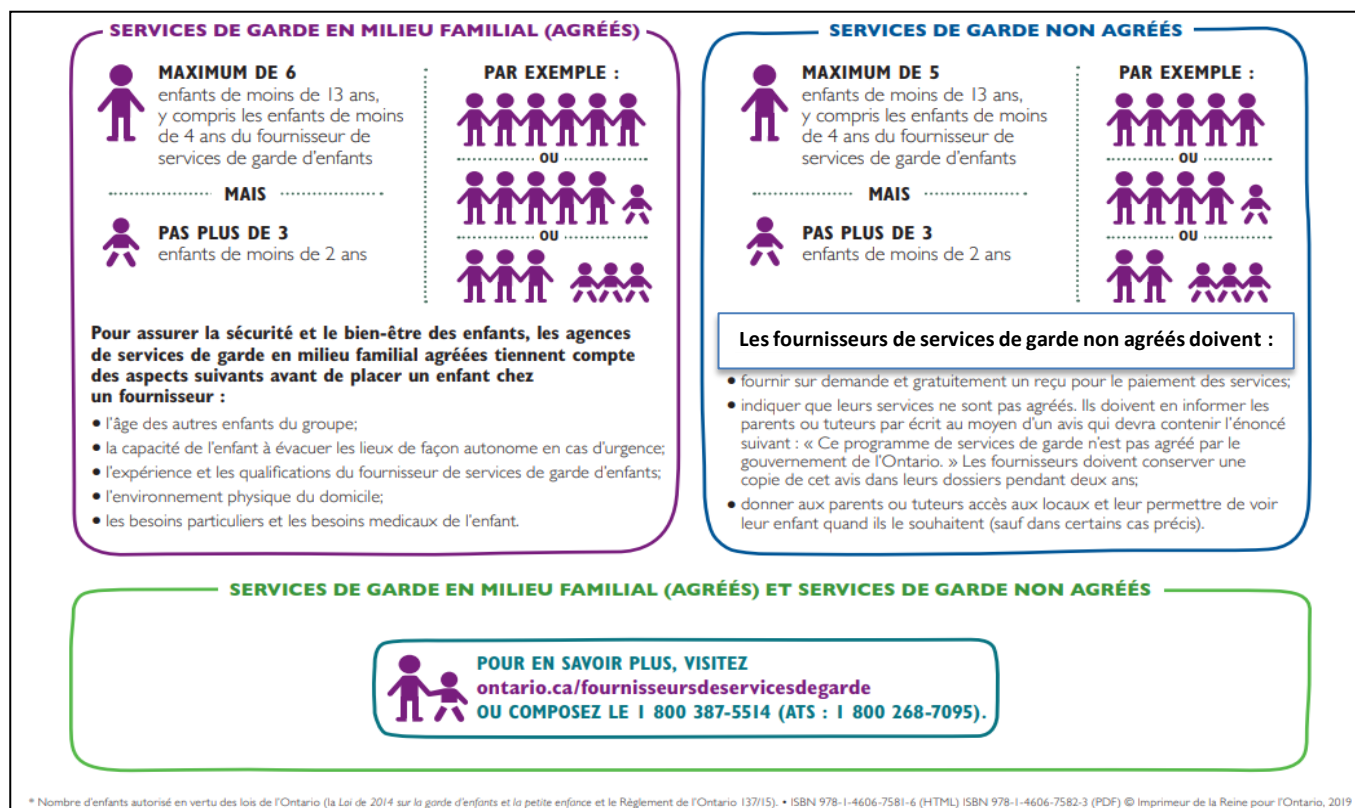 SERVICES DE GARDE EN MILIEU FAMILIAL (AGRÉÉS)
MAXIMUM DE 6
enfants de moins de 13 ans,
y compris les enfants de moins
de 4 ans du fournisseur de
services de garde d'enfants
MAIS
PAS PLUS DE 3
enfants de moins de 2 ans
PAR EXEMPLE :
OU
OU
Pour assurer la sécurité et le bien-être des enfants, les agences
de services de garde en milieu familial agréées tiennent compte
des aspects suivants avant de placer un enfant chez
un fournisseur :
• l'âge des autres enfants du groupe;
• la capacité de l'enfant à évacuer les lieux de façon autonome en cas d'urgence;
• l'expérience et les qualifications du fournisseur de services de garde d'enfants;
• l'environnement physique du domicile;
• les besoins particuliers et les besoins medicaux de l'enfant.
SERVICES DE GARDE NON AGRÉÉS
MAXIMUM DE 5
enfants de moins de 13 ans,
y compris les enfants de moins
de 4 ans du fournisseur de
services de garde d'enfants
MAIS
PAS PLUS DE 3
enfants de moins de 2 ans
PAR EXEMPLE :
OU
OU
Les fournisseurs de services de garde non agréés doivent :
• fournir sur demande et gratuitement un reçu pour le paiement des services;
• indiquer que leurs services ne sont pas agréés. Ils doivent en informer les
parents ou tuteurs par écrit au moyen d'un avis qui devra contenir l'énoncé
suivant : « Ce programme de services de garde n'est pas agréé par le
gouvernement de l'Ontario. » Les fournisseurs doivent conserver une
copie de cet avis dans leurs dossiers pendant deux ans;
• donner aux parents ou tuteurs accès aux locaux et leur permettre de voir
leur enfant quand ils le souhaitent (sauf dans certains cas précis).
SERVICES DE GARDE EN MILIEU FAMILIAL (AGRÉÉS) ET SERVICES DE GARDE NON AGRÉÉS
POUR EN SAVOIR PLUS, VISITEZ
ontario.ca/fournisseursdeservicesdegarde
OU COMPOSEZ LE 1 800 387-5514 (ATS : 1 800 268-7095).
* Nombre d'enfants autorisé en vertu des lois de l'Ontario (la Loi de 2014 sur la garde d'enfants et la petite enfance et le Règlement de l'Ontario 137/15). • ISBN 978-1-4606-7581-6 (HTML) ISBN 978-1-4606-7582-3 (PDF) © Imprimeur de la Reine pour l'Ontario, 2019